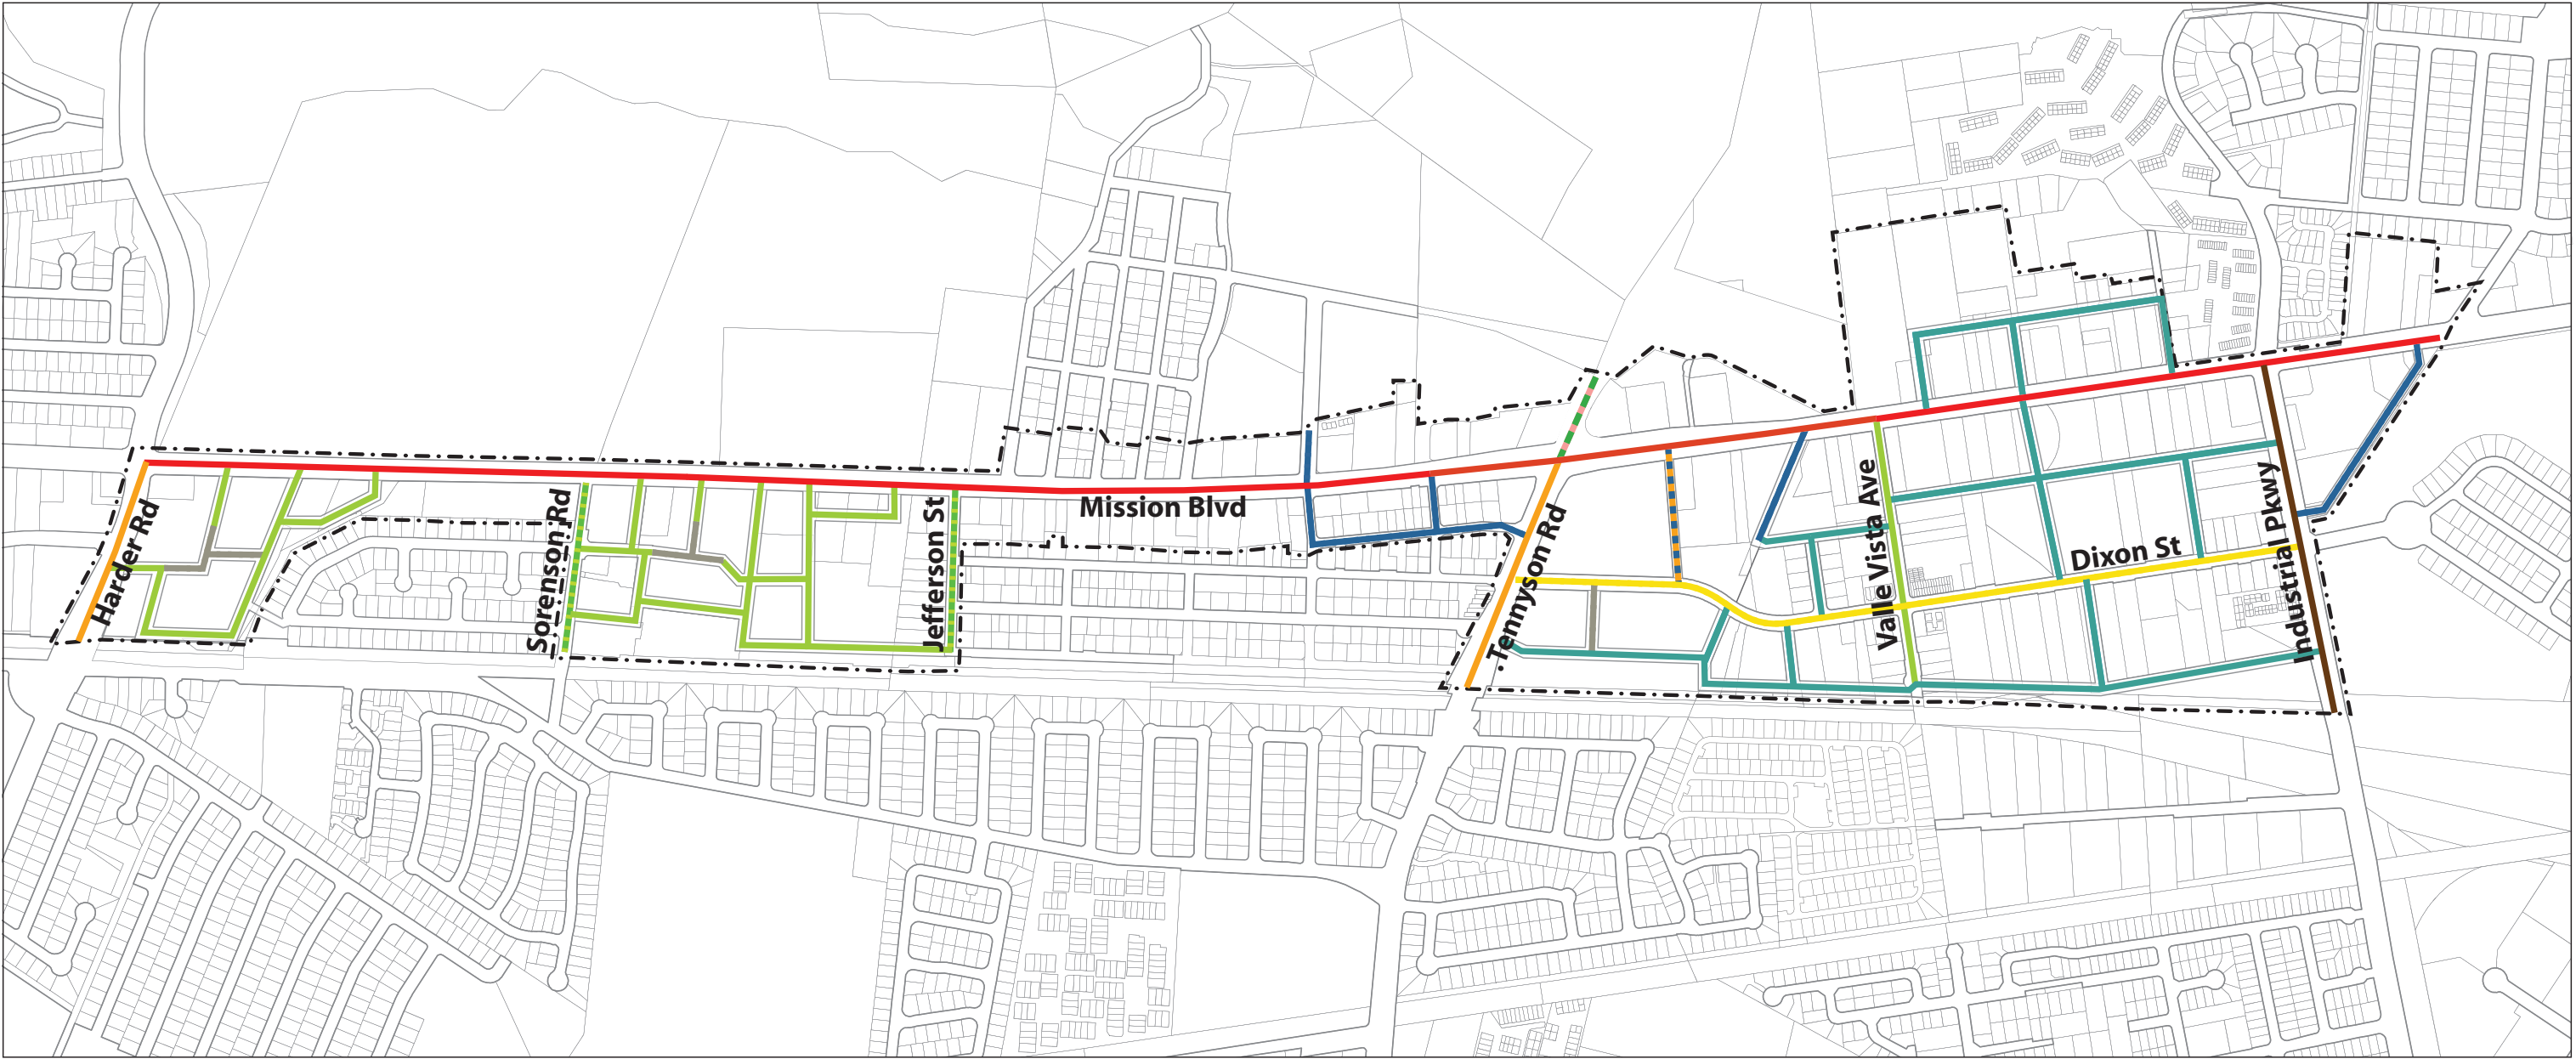 Harder Rd
Sorenson Rd
Jefferson St
Mission Blvd
Tennyson Rd
Valle Vista Ave
Dixon St
Industrial Pkwy